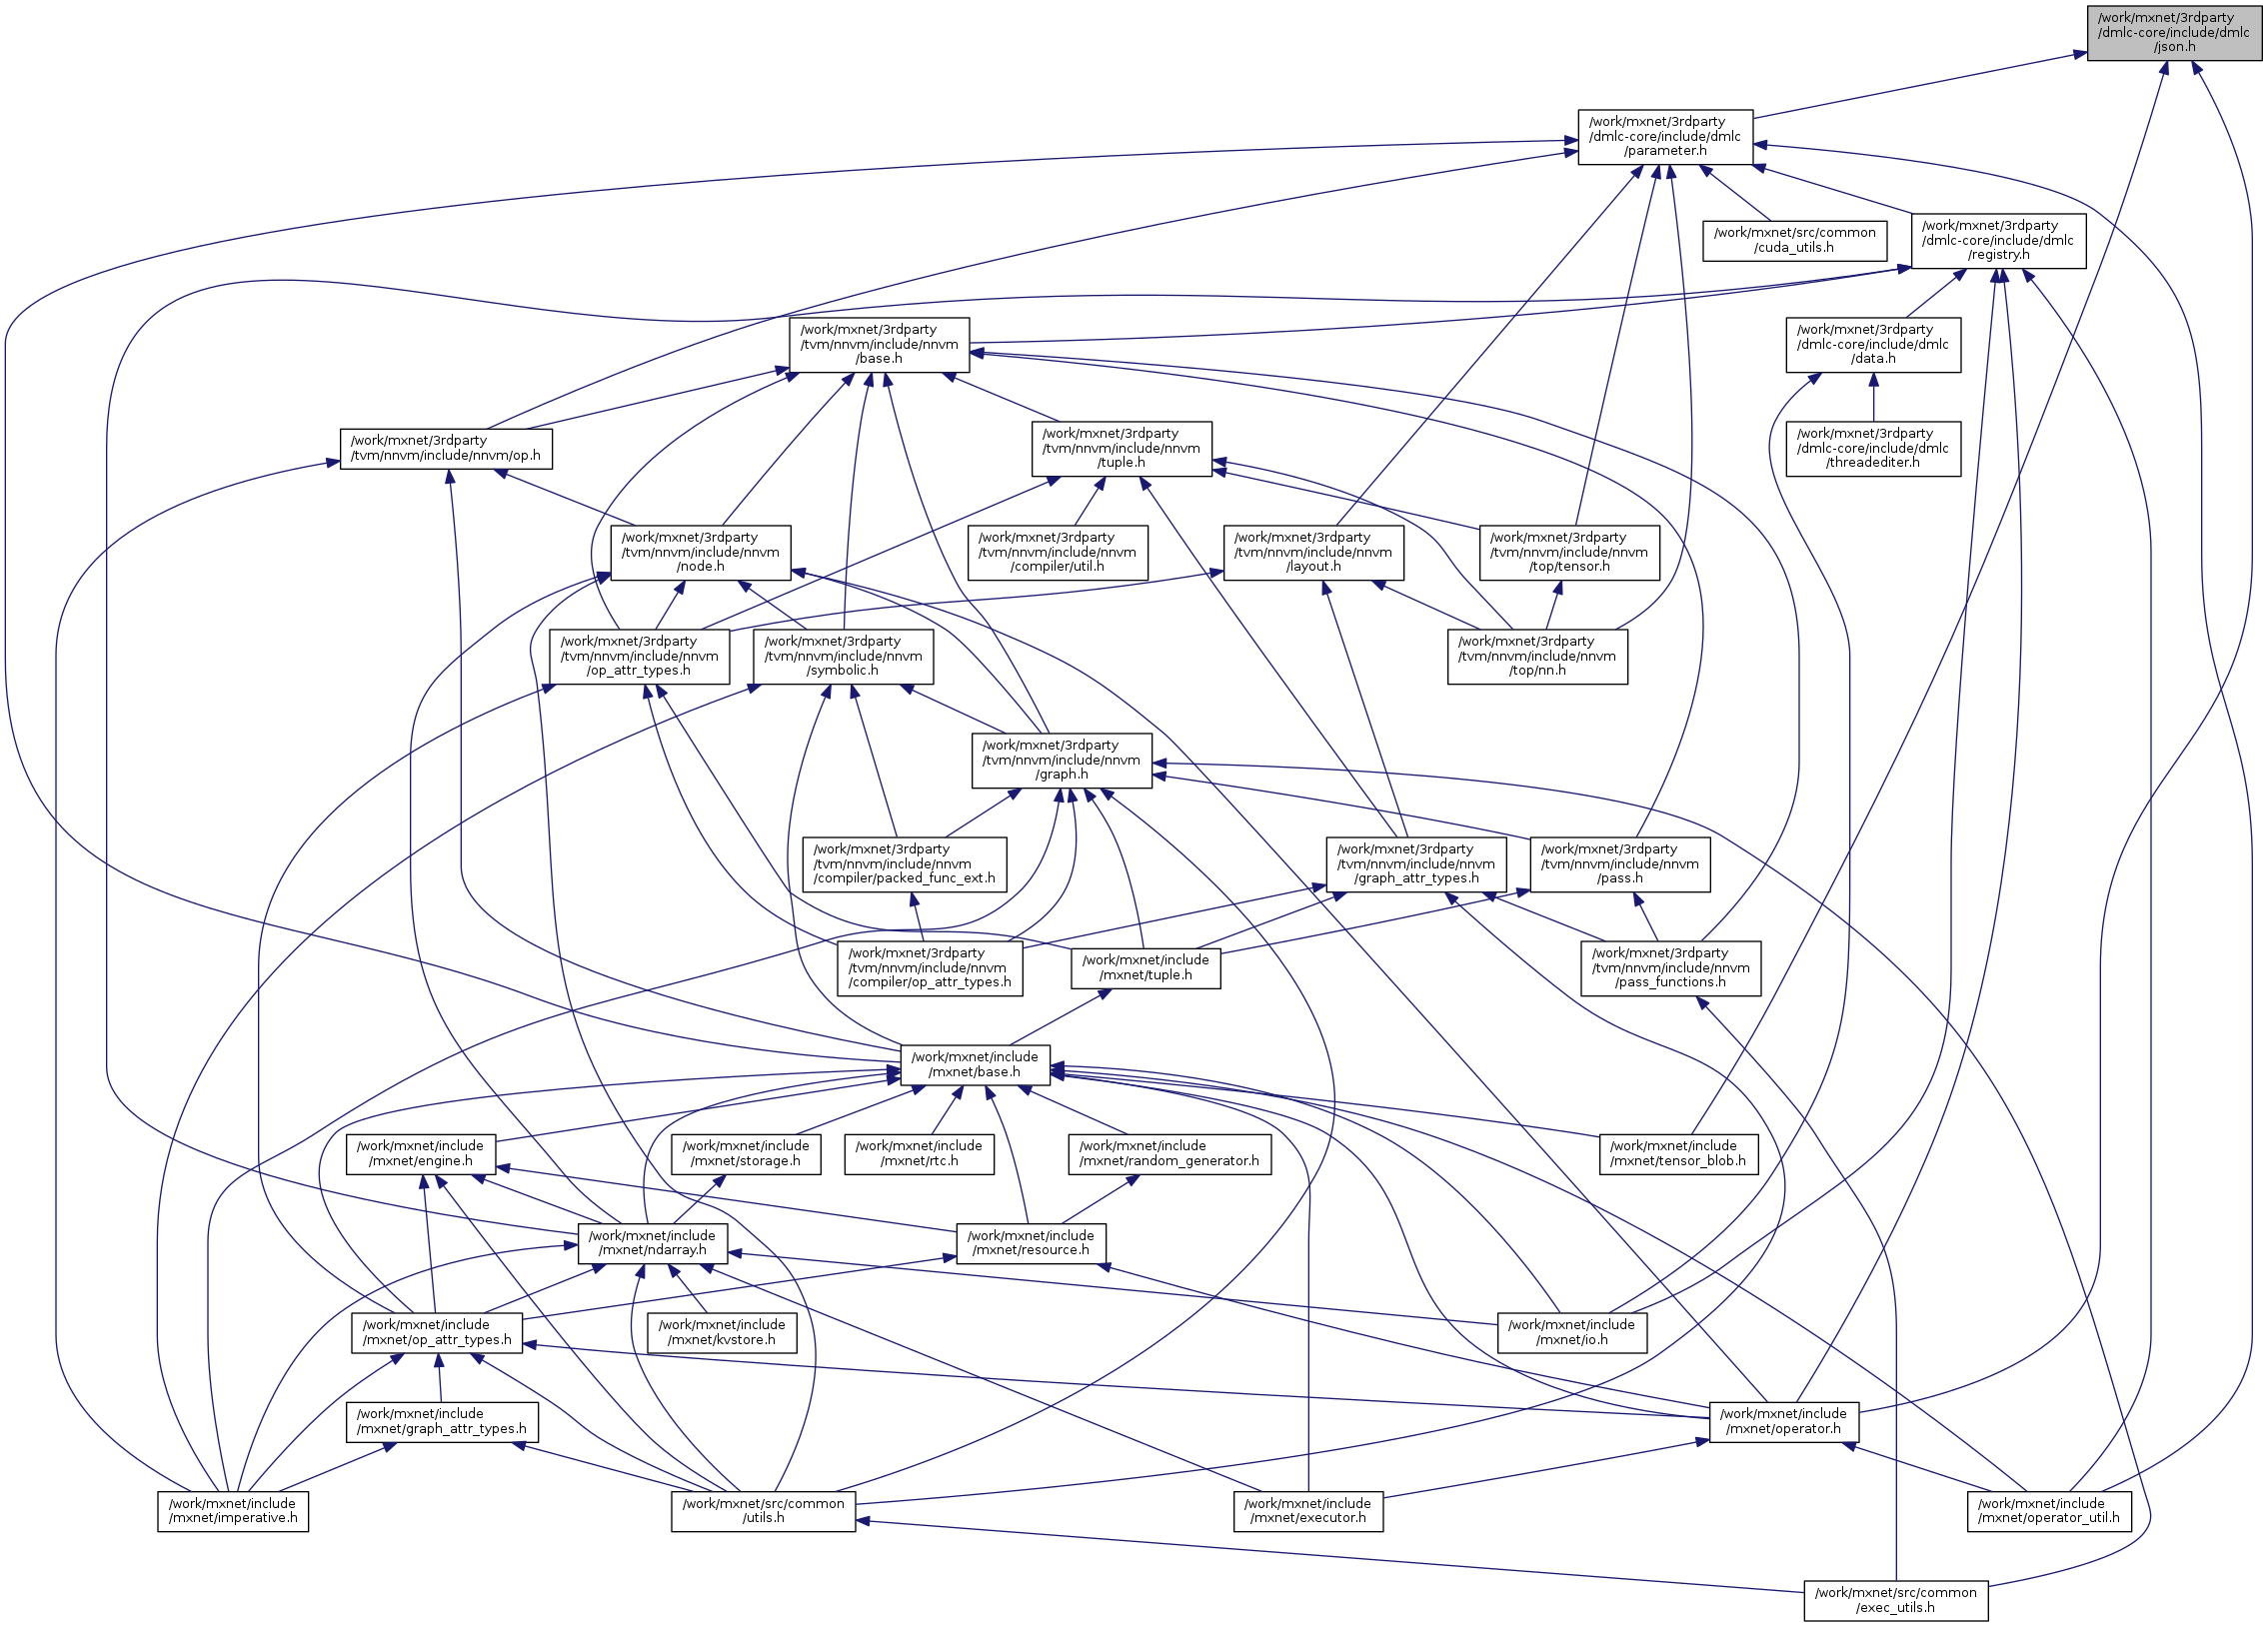 /work/mxnet/3rdparty
/dmlc-core/include/dmlc
/json.h
/work/mxnet/3rdparty
/dmlc-core/include/dmlc
/parameter.h
/work/mxnet/src/common
/cuda_utils.h
/work/mxnet/3rdparty
/dmlc-core/include/dmlc
/registry.h
/work/mxnet/3rdparty
/tvm/nnvm/include/nnvm
/base.h
/work/mxnet/3rdparty
/dmlc-core/include/dmlc
/data.h
/work/mxnet/3rdparty
/tvm/nnvm/include/nnvm/op.h
/work/mxnet/3rdparty
/tvm/nnvm/include/nnvm
/tuple.h
/work/mxnet/3rdparty
/dmlc-core/include/dmlc
/threadediter.h
/work/mxnet/3rdparty
/tvm/nnvm/include/nnvm
/node.h
/work/mxnet/3rdparty
/tvm/nnvm/include/nnvm
/compiler/util.h
/work/mxnet/3rdparty
/tvm/nnvm/include/nnvm
/layout.h
/work/mxnet/3rdparty
/tvm/nnvm/include/nnvm
/top/tensor.h
/work/mxnet/3rdparty
/tvm/nnvm/include/nnvm
/op_attr_types.h
/work/mxnet/3rdparty
/tvm/nnvm/include/nnvm
/symbolic.h
/work/mxnet/3rdparty
/tvm/nnvm/include/nnvm
/top/nn.h
/work/mxnet/3rdparty
/tvm/nnvm/include/nnvm
/graph.h
/work/mxnet/3rdparty
/tvm/nnvm/include/nnvm
/compiler/packed_func_ext.h
/work/mxnet/3rdparty
/tvm/nnvm/include/nnvm
/graph_attr_types.h
/work/mxnet/3rdparty
/tvm/nnvm/include/nnvm
/pass.h
/work/mxnet/3rdparty
/tvm/nnvm/include/nnvm
/compiler/op_attr_types.h
/work/mxnet/include
/mxnet/tuple.h
/work/mxnet/3rdparty
/tvm/nnvm/include/nnvm
/pass_functions.h
/work/mxnet/include
/mxnet/base.h
/work/mxnet/include
/mxnet/engine.h
/work/mxnet/include
/mxnet/storage.h
/work/mxnet/include
/mxnet/rtc.h
/work/mxnet/include
/mxnet/random_generator.h
/work/mxnet/include
/mxnet/tensor_blob.h
/work/mxnet/include
/mxnet/ndarray.h
/work/mxnet/include
/mxnet/resource.h
/work/mxnet/include
/mxnet/op_attr_types.h
/work/mxnet/include
/mxnet/kvstore.h
/work/mxnet/include
/mxnet/io.h
/work/mxnet/include
/mxnet/graph_attr_types.h
/work/mxnet/include
/mxnet/operator.h
/work/mxnet/include
/mxnet/imperative.h
/work/mxnet/src/common
/utils.h
/work/mxnet/include
/mxnet/executor.h
/work/mxnet/include
/mxnet/operator_util.h
/work/mxnet/src/common
/exec_utils.h